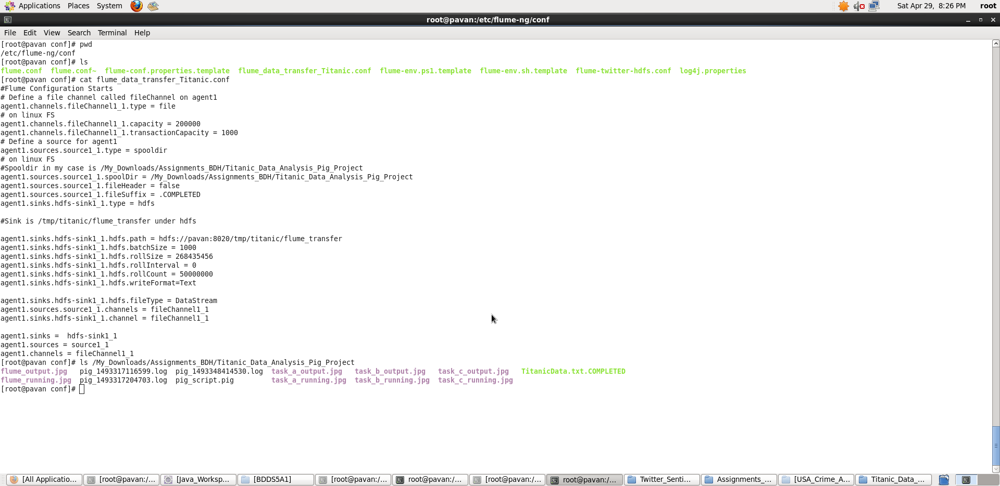 Applications Places System Sat Apr 29, 8:26 PM root
root@pavan:/etc/flume-ng/conf
File Edit View Search Terminal Help
[root@pavan conf]# pwd
/etc/flume-ng/conf
[root@pavan conf]# ls
flume.conf  flume.conf~  flume-conf.properties.template  flume_data_transfer_Titanic.conf  flume-env.ps1.template  flume-env.sh.template  flume-twitter-hdfs.conf  log4j.properties
[root@pavan conf]# cat flume_data_transfer_Titanic.conf
#Flume Configuration Starts
# Define a file channel called fileChannel on agent1
agent1.channels.fileChannel1_1.type = file
# on linux FS
agent1.channels.fileChannel1_1.capacity = 200000
agent1.channels.fileChannel1_1.transactionCapacity = 1000
# Define a source for agent1
agent1.sources.source1_1.type = spooldir
# on linux FS
#Spooldir in my case is /My_Downloads/Assignments_BDH/Titanic_Data_Analysis_Pig_Project
agent1.sources.source1_1.spoolDir = /My_Downloads/Assignments_BDH/Titanic_Data_Analysis_Pig_Project
agent1.sources.source1_1.fileHeader = false
agent1.sources.source1_1.fileSuffix = .COMPLETED
agent1.sinks.hdfs-sink1_1.type = hdfs
#Sink is /tmp/titanic/flume_transfer under hdfs
agent1.sinks.hdfs-sink1_1.hdfs.path = hdfs://pavan:8020/tmp/titanic/flume_transfer
agent1.sinks.hdfs-sink1_1.hdfs.batchSize = 1000
agent1.sinks.hdfs-sink1_1.hdfs.rollSize = 268435456
agent1.sinks.hdfs-sink1_1.hdfs.rollInterval = 0
agent1.sinks.hdfs-sink1_1.hdfs.rollCount = 50000000
agent1.sinks.hdfs-sink1_1.hdfs.writeFormat=Text
agent1.sinks.hdfs-sink1_1.hdfs.fileType = DataStream
agent1.sources.source1_1.channels = fileChannel1_1
agent1.sinks.hdfs-sink1_1.channel = fileChannel1_1
agent1.sinks =  hdfs-sink1_1
agent1.sources = source1_1
agent1.channels = fileChannel1_1
[root@pavan conf]# ls /My_Downloads/Assignments_BDH/Titanic_Data_Analysis_Pig_Project
flume_output.jpg   pig_1493317116599.log  pig_1493348414530.log  task_a_output.jpg   task_b_output.jpg   task_c_output.jpg   TitanicData.txt.COMPLETED
flume_running.jpg  pig_1493317204703.log  pig_script.pig         task_a_running.jpg  task_b_running.jpg  task_c_running.jpg
[root@pavan conf]#
[All Applicatio... [root@pavan:/... [Java_Worksp... [BDDS5A1] [root@pavan:/... root@pavan:/... [root@pavan:/... root@pavan:/... Twitter_Senti... Assignments_... [USA_Crime_A... Titanic_Data_...